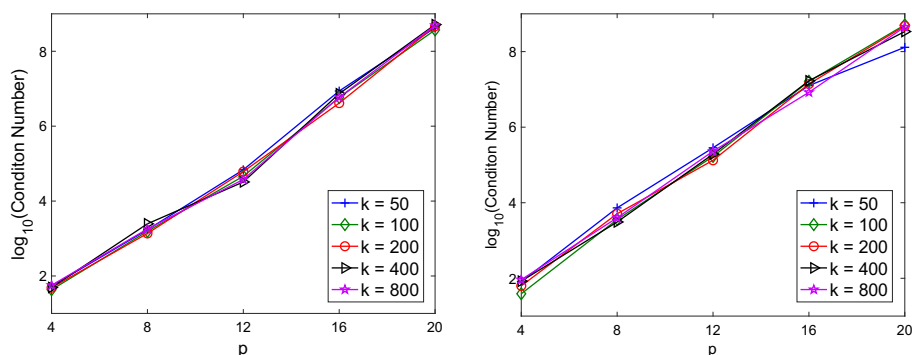 8
6
4
2
4
8
12
16
20
p
log10(Conditon Number)
k = 50
k = 100
k = 200
k = 400
k = 800
8
6
4
2
4
8
12
16
20
p
log10(Conditon Number)
k = 50
k = 100
k = 200
k = 400
k = 800